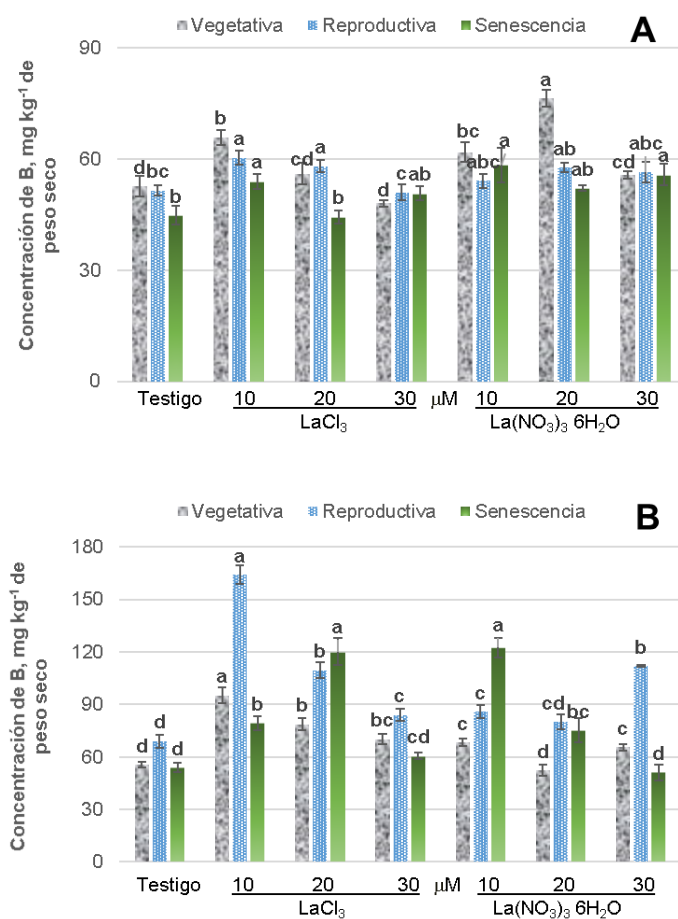 Vegetativa Reproductiva Senescencia
A
Concentración de B, mg kg⁻¹ de
peso seco
90
60
30
0
d bc b
b a a
cd a b
d c ab
bc abc a
a ab ab
cd abc a
Testigo 10 20 30 μM 10 20 30
LaCl₃ La(NO₃)₃ 6H₂O
Vegetativa Reproductiva Senescencia
B
Concentración de B, mg kg⁻¹ de
peso seco
180
150
120
90
60
30
0
d d d
a a b
b b a
bc c cd
c c a
d cd bc
c b d
Testigo 10 20 30 μM 10 20 30
LaCl₃ La(NO₃)₃ 6H₂O